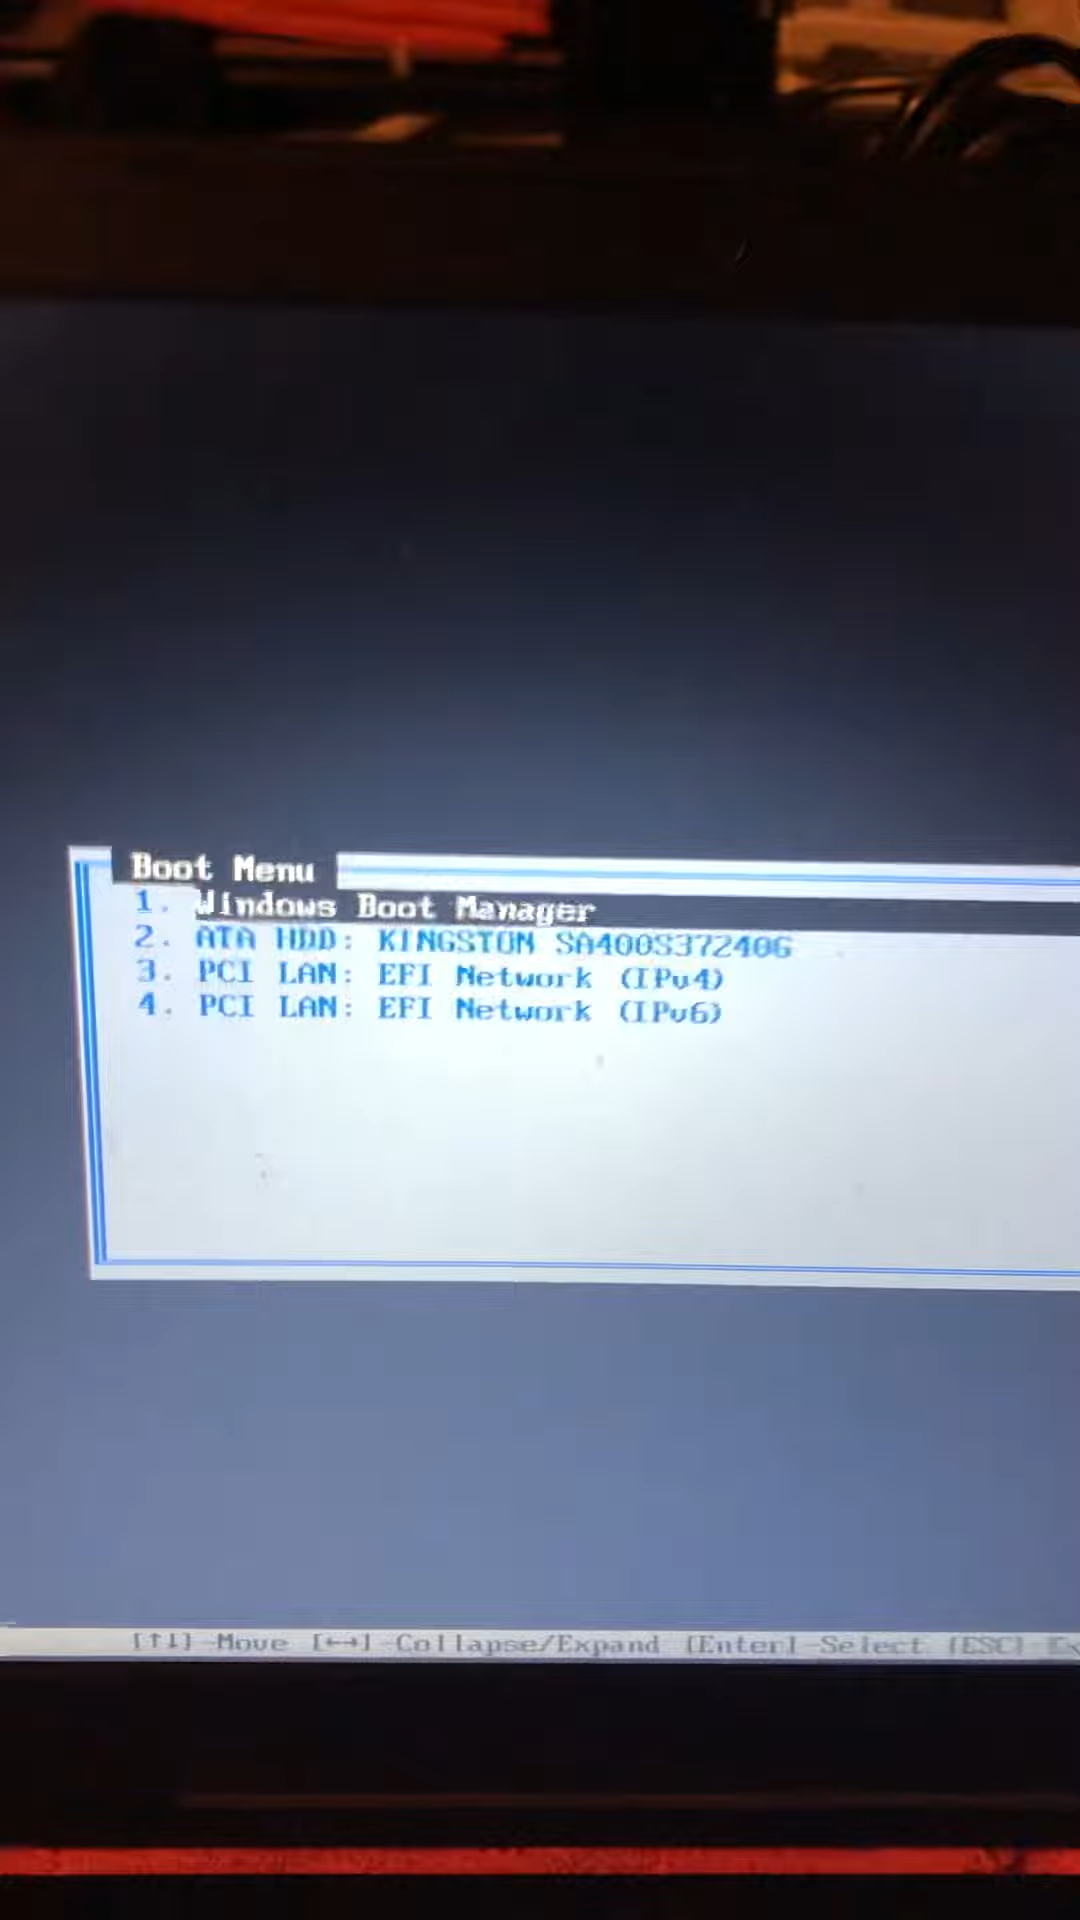 Boot Menu
1. Windows Boot Manager
2. ATA HDD: KINGSTON SA400S37240G
3. PCI LAN: EFI Network (IPv4)
4. PCI LAN: EFI Network (IPv6)
[↑↓]-Move [←→]-Collapse/Expand [Enter]-Select [ESC]-Ex